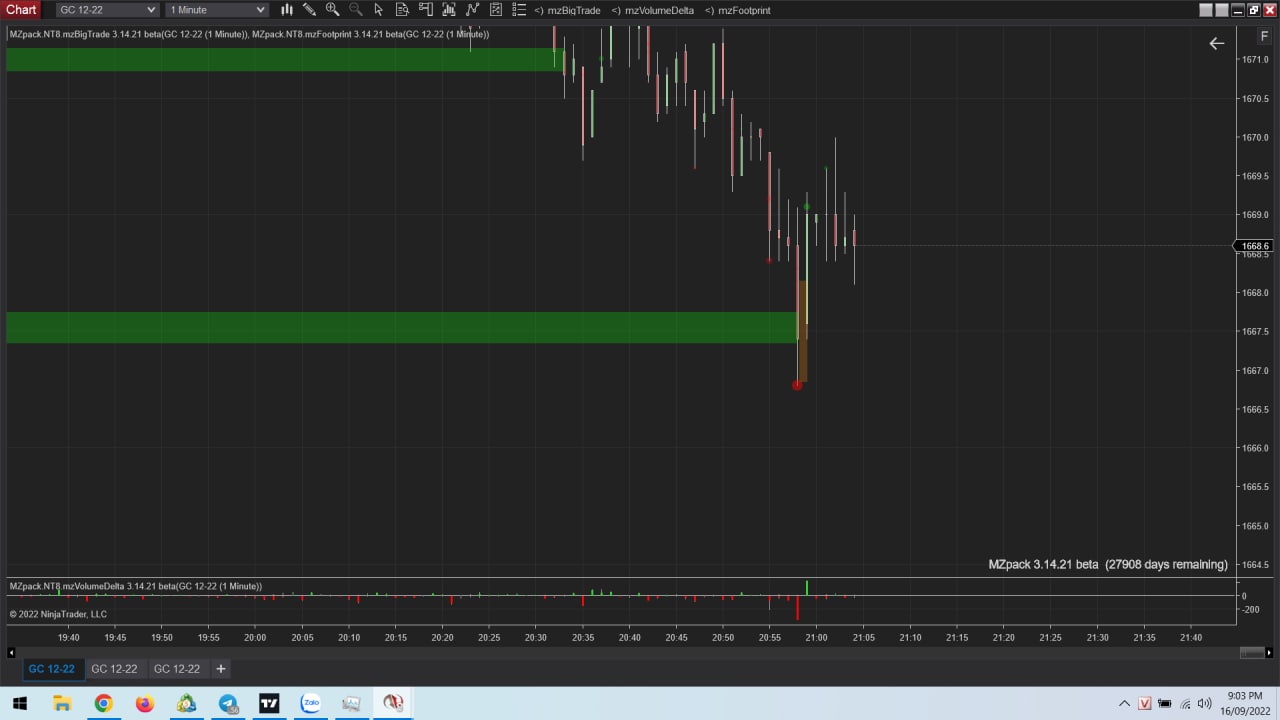 Chart GC 12-22 1 Minute <> mzBigTrade <> mzVolumeDelta <> mzFootprint
MZpack.NT8.mzBigTrade 3.14.21 beta(GC 12-22 (1 Minute)), MZpack.NT8.mzFootprint 3.14.21 beta(GC 12-22 (1 Minute))
F
1671.0
1670.5
1670.0
1669.5
1669.0
1668.6
1668.5
1668.0
1667.5
1667.0
1666.5
1666.0
1665.5
1665.0
1664.5
MZpack 3.14.21 beta (27908 days remaining)
MZpack.NT8.mzVolumeDelta 3.14.21 beta(GC 12-22 (1 Minute))
0
-200
© 2022 NinjaTrader, LLC
19:40 19:45 19:50 19:55 20:00 20:05 20:10 20:15 20:20 20:25 20:30 20:35 20:40 20:45 20:50 20:55 21:00 21:05 21:10 21:15 21:20 21:25 21:30 21:35 21:40
GC 12-22 GC 12-22 GC 12-22 +
Zalo
V
9:03 PM
16/09/2022